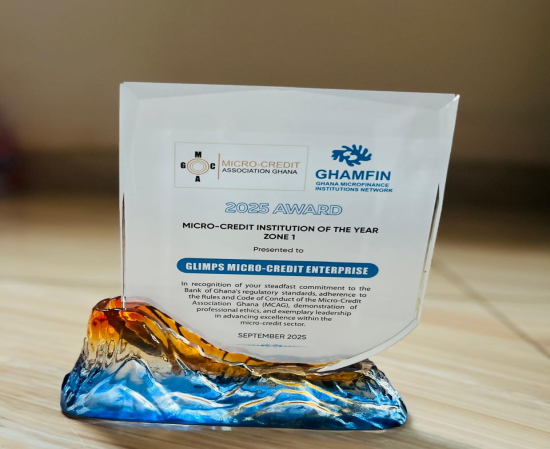 M
G C
A
MICRO-CREDIT
ASSOCIATION GHANA
GHAMFIN
GHANA MICROFINANCE
INSTITUTIONS NETWORK
2025 AWARD
MICRO-CREDIT INSTITUTION OF THE YEAR
ZONE 1
Presented to
GLIMPS MICRO-CREDIT ENTERPRISE
In recognition of your steadfast commitment to the
Bank of Ghana's regulatory standards, adherence to
the Rules and Code of Conduct of the Micro-Credit
Association Ghana (MCAG), demonstration of
professional ethics, and exemplary leadership
in advancing excellence within the
micro-credit sector.
SEPTEMBER 2025